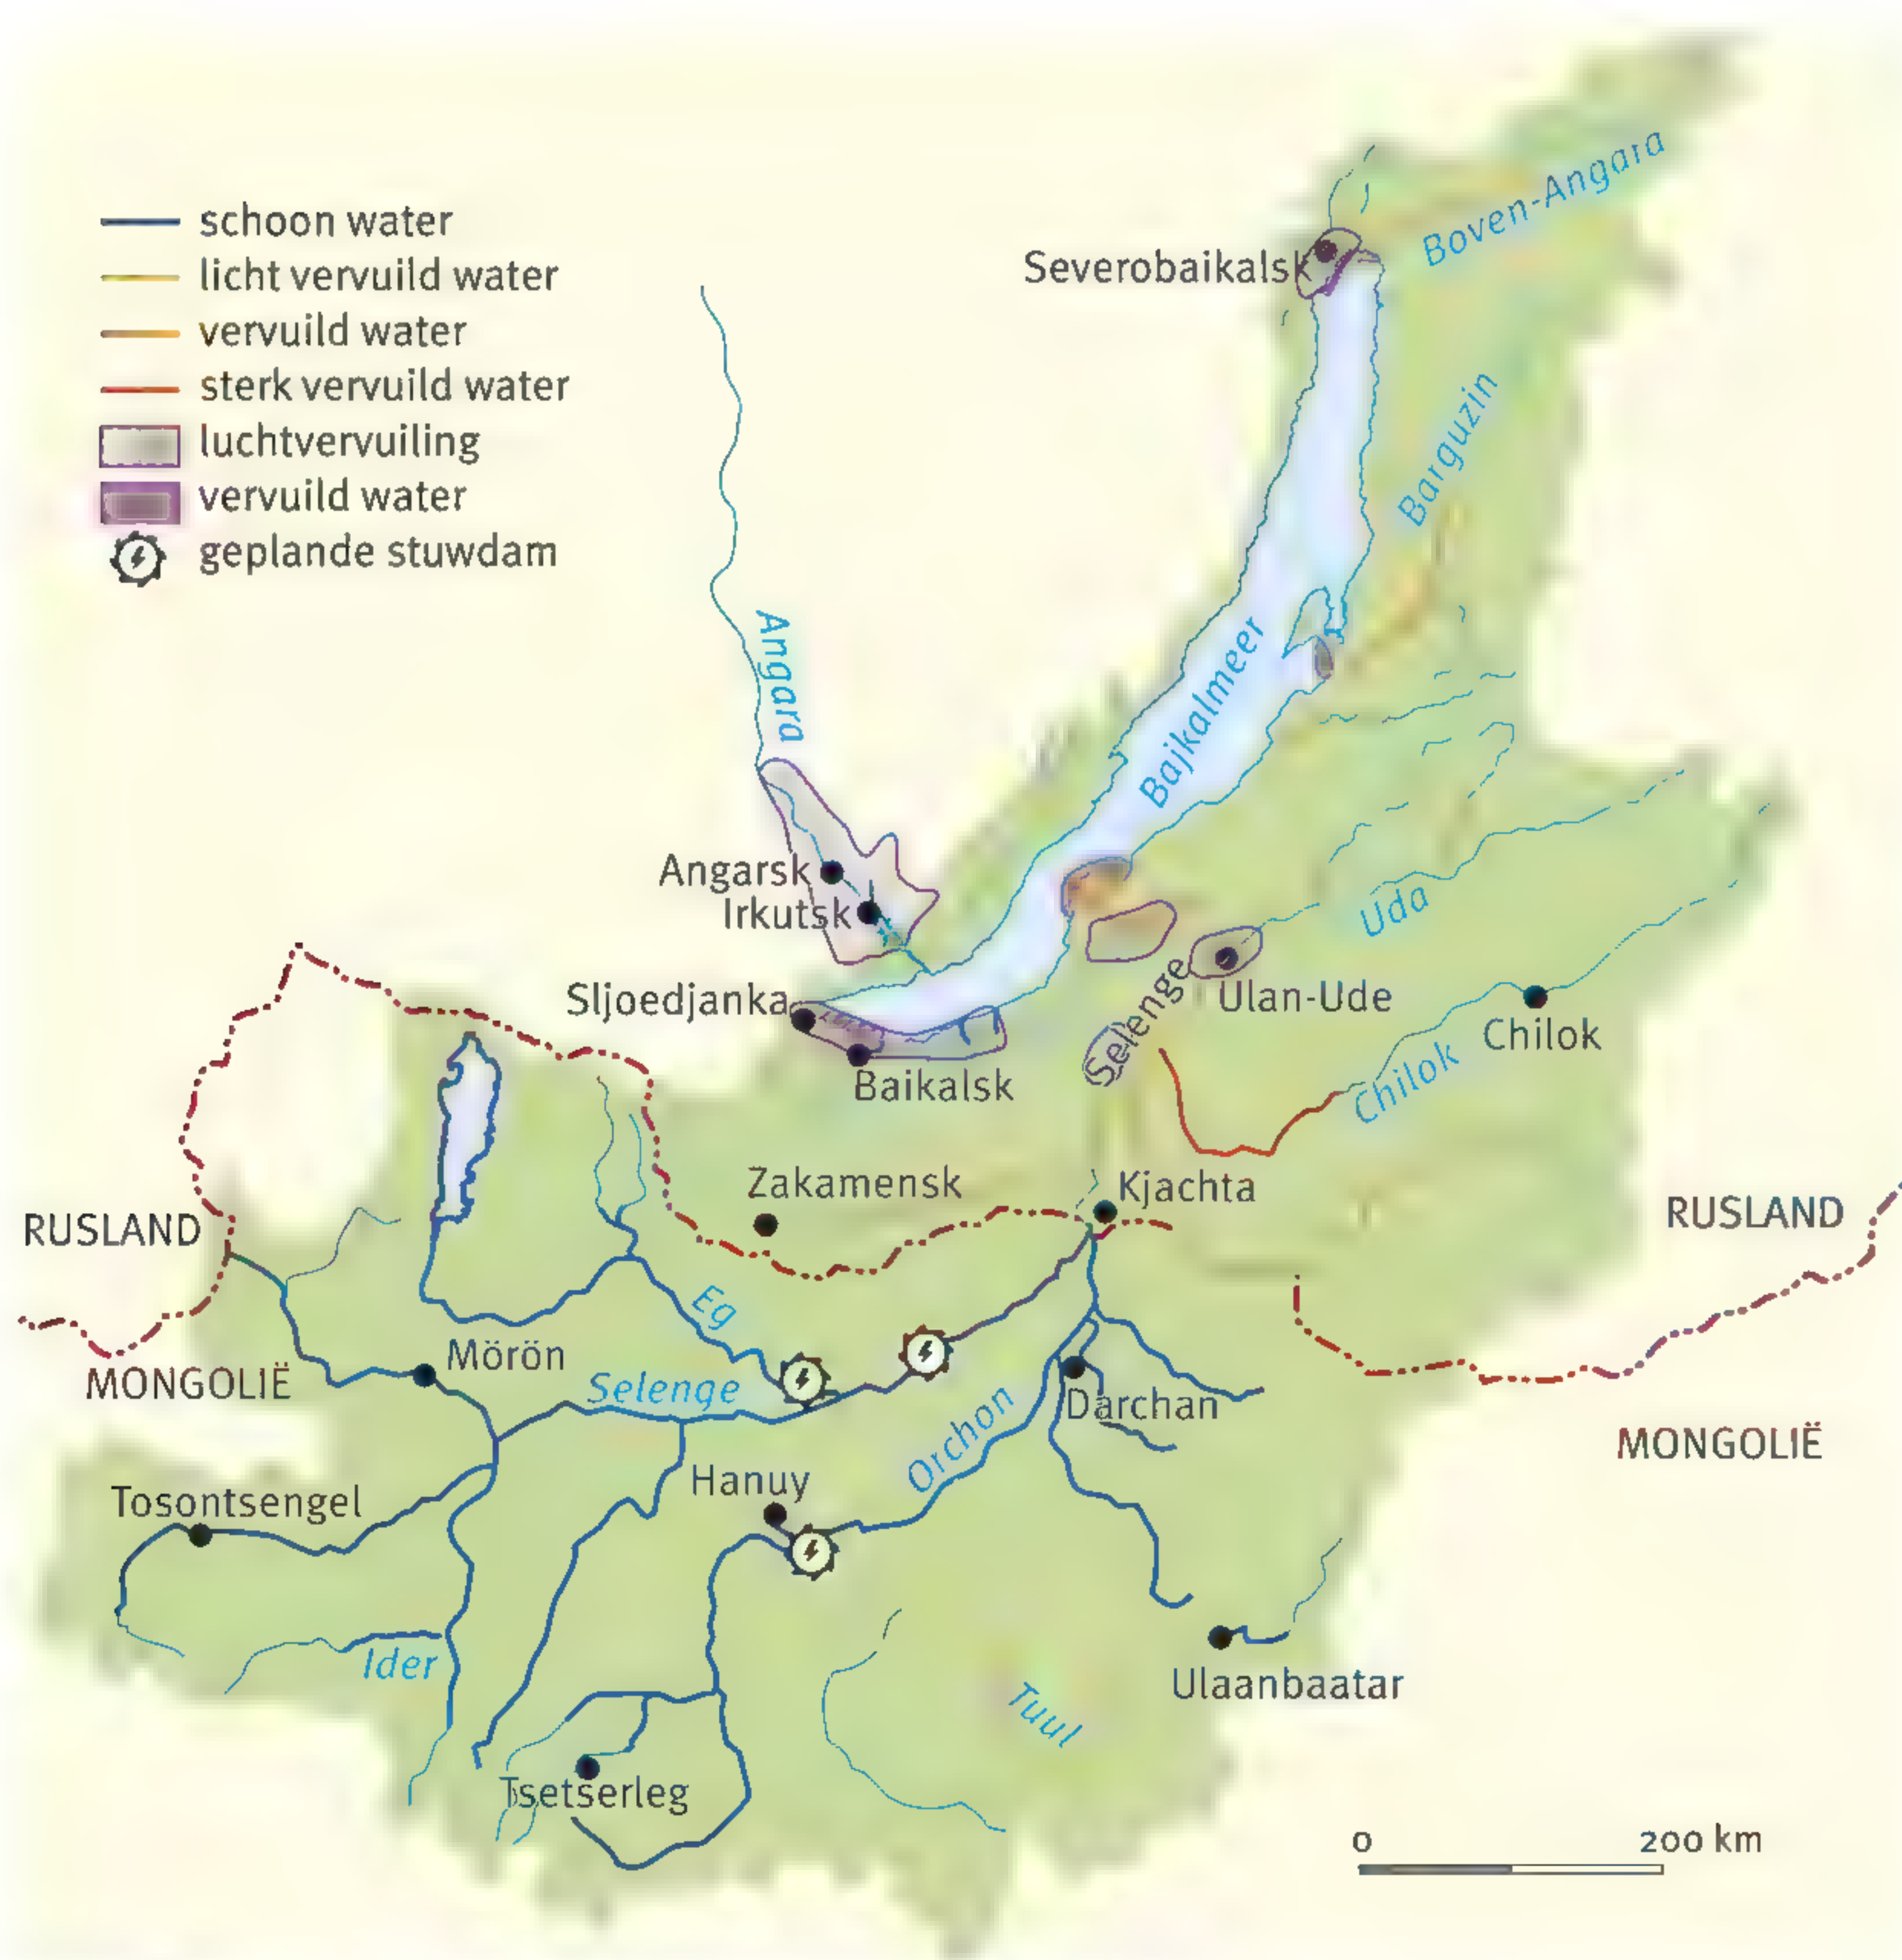 schoon water
licht vervuild water
vervuild water
sterk vervuild water
luchtvervuiling
vervuild water
geplande stuwdam
Boven-Angara
Severobaikalsk
Barguzin
Angara
Bajkalmeer
Angarsk
Irkutsk
Uda
Selenge
Ulan-Ude
Sljoedjanka
Chilok
Baikalsk
Chilok
Zakamensk
Kjachta
RUSLAND
RUSLAND
Eg
Mörön
MONGOLIË
Selenge
Darchan
Orchon
MONGOLIË
Hanuy
Tosontsengel
Ider
Ulaanbaatar
Tuul
Tsetserleg
0 200 km